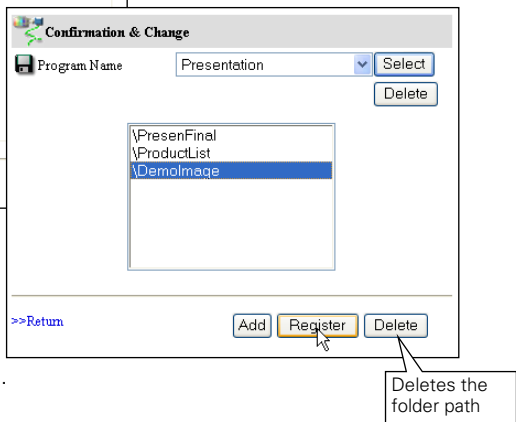 Confirmation & Change
Program Name Presentation Select
Delete
\PresenFinal
\ProductList
\DemoImage
>>Return Add Register Delete
.
Deletes the
folder path